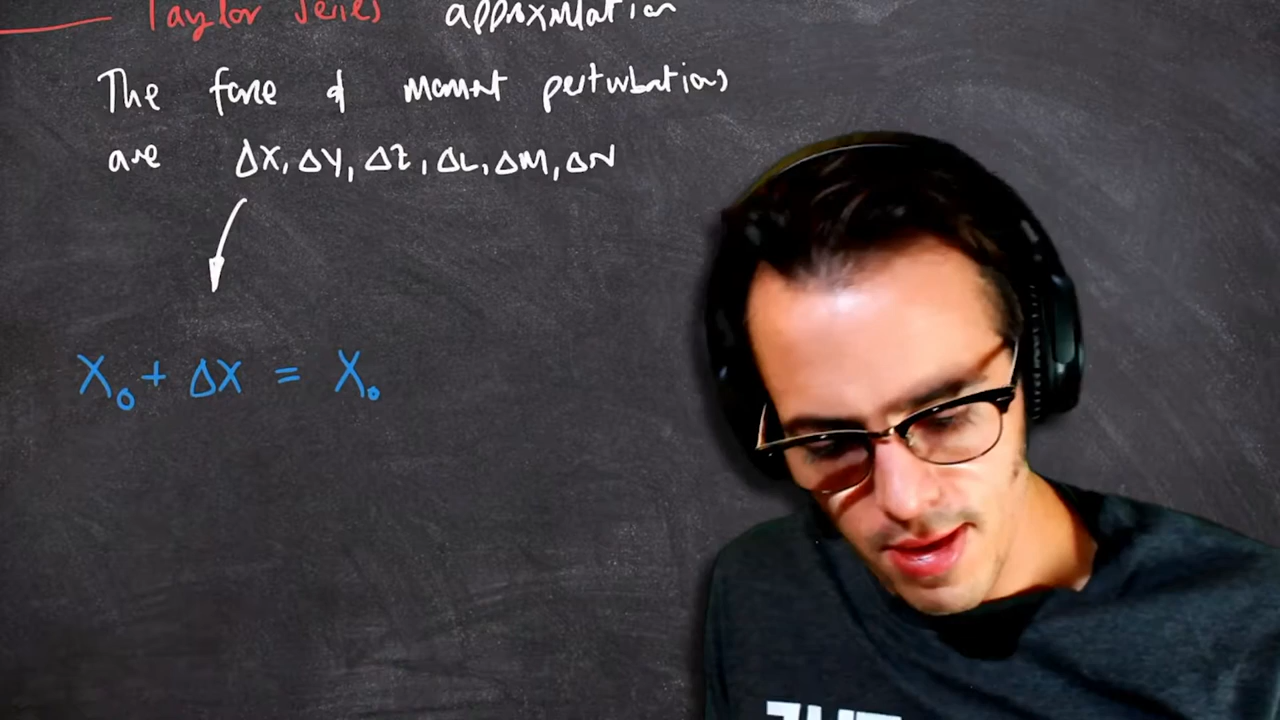 Taylor Series approximation
The force & moment perturbations
are ΔX, ΔY, ΔZ, ΔL, ΔM, ΔN
X₀ + ΔX = X₀